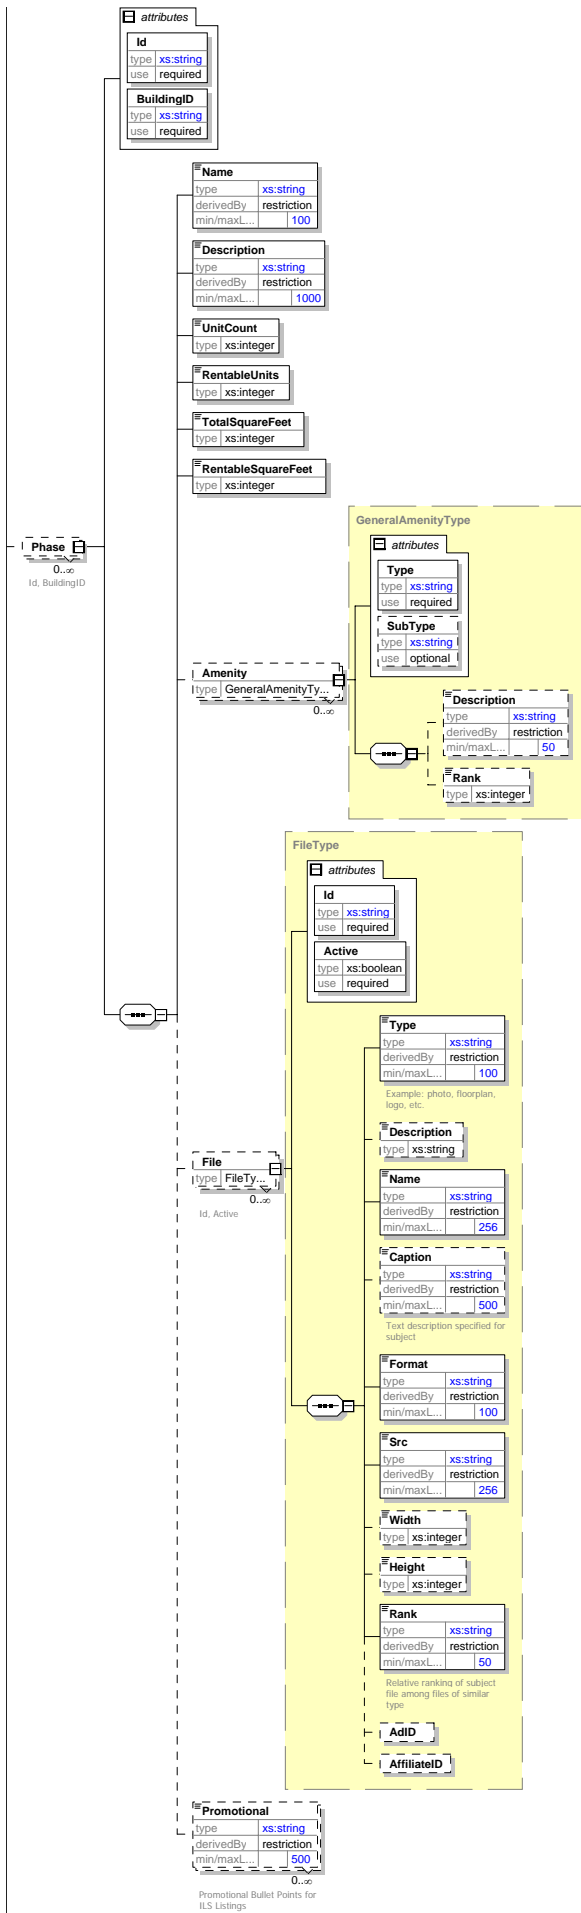 attributes
Id
type xs:string
use required
BuildingID
type xs:string
use required
Name
type xs:string
derivedBy restriction
min/maxL... 100
Description
type xs:string
derivedBy restriction
min/maxL... 1000
UnitCount
type xs:integer
RentableUnits
type xs:integer
TotalSquareFeet
type xs:integer
RentableSquareFeet
type xs:integer
Phase
0..∞
Id, BuildingID
GeneralAmenityType
attributes
Type
type xs:string
use required
SubType
type xs:string
use optional
Amenity
type GeneralAmenityTy...
0..∞
Description
type xs:string
derivedBy restriction
min/maxL... 50
Rank
type xs:integer
FileType
attributes
Id
type xs:string
use required
Active
type xs:boolean
use required
Type
type xs:string
derivedBy restriction
min/maxL... 100
Example: photo, floorplan,
logo, etc.
Description
type xs:string
File
type FileTy...
0..∞
Id, Active
Name
type xs:string
derivedBy restriction
min/maxL... 256
Caption
type xs:string
derivedBy restriction
min/maxL... 500
Text description specified for
subject
Format
type xs:string
derivedBy restriction
min/maxL... 100
Src
type xs:string
derivedBy restriction
min/maxL... 256
Width
type xs:integer
Height
type xs:integer
Rank
type xs:string
derivedBy restriction
min/maxL... 50
Relative ranking of subject
file among files of similar
type
AdID
AffiliateID
Promotional
type xs:string
derivedBy restriction
min/maxL... 500
0..∞
Promotional Bullet Points for
ILS Listings